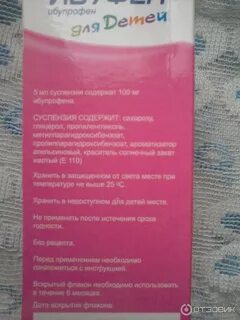 ИБУФЕН
ибупрофен
для Детей
5 мл суспензии содержат 100 мг
ибупрофена.
СУСПЕНЗИЯ СОДЕРЖИТ: сахарозу,
глицерол, пропиленгликоль,
метилпарагидроксибензоат,
пропилпарагидроксибензоат, ароматизатор
апельсиновый, краситель солнечный закат
желтый (Е 110)
Хранить в защищенном от света месте при
температуре не выше 25 ºС.
Хранить в недоступном для детей месте.
Не применять после истечения срока
годности.
Без рецепта.
Перед применением необходимо
ознакомиться с инструкцией.
Вскрытый флакон необходимо использовать
в течение 6 месяцев.
Дата вскрытия флакона:
ОТЗОВИК